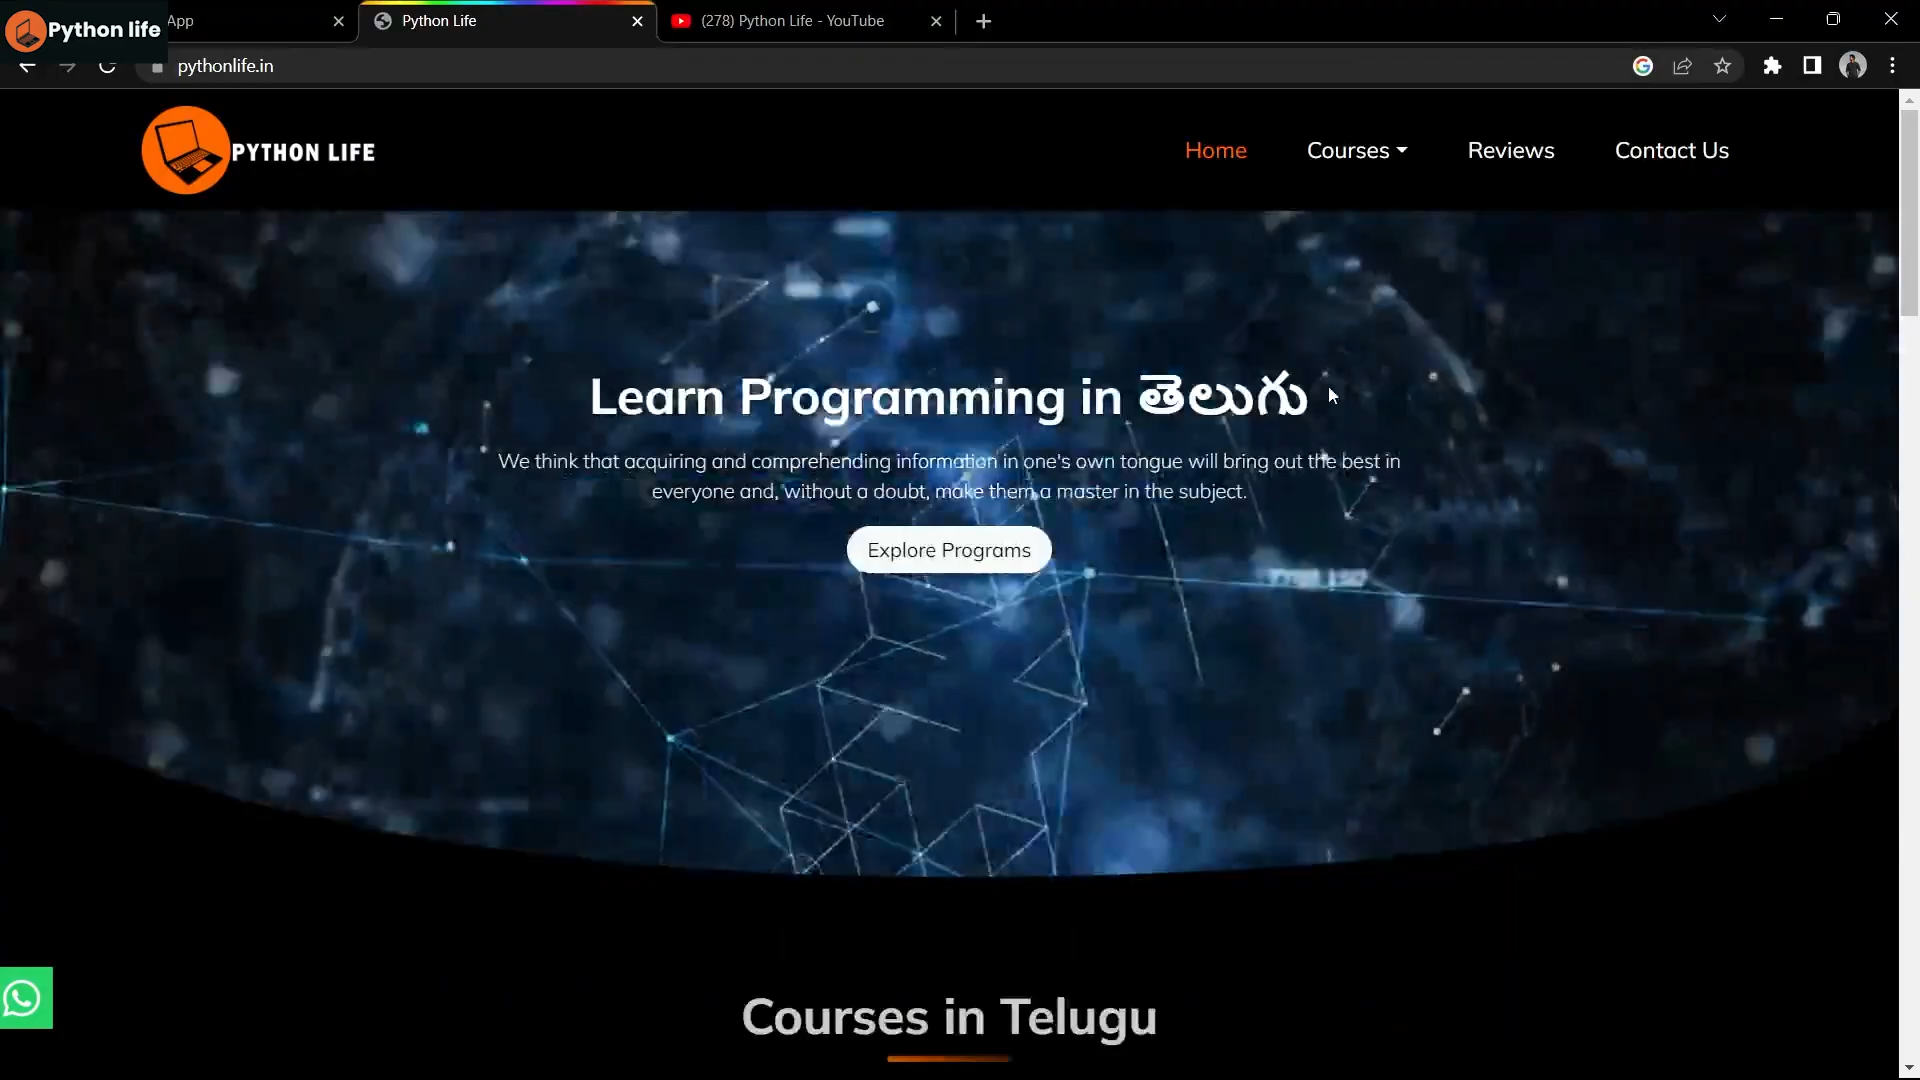 Python life
App
Python Life
(278) Python Life - YouTube
pythonlife.in
PYTHON LIFE
Home
Courses
Reviews
Contact Us
Learn Programming in తెలుగు
We think that acquiring and comprehending information in one's own tongue will bring out the best in
everyone and, without a doubt, make them a master in the subject.
Explore Programs
Courses in Telugu